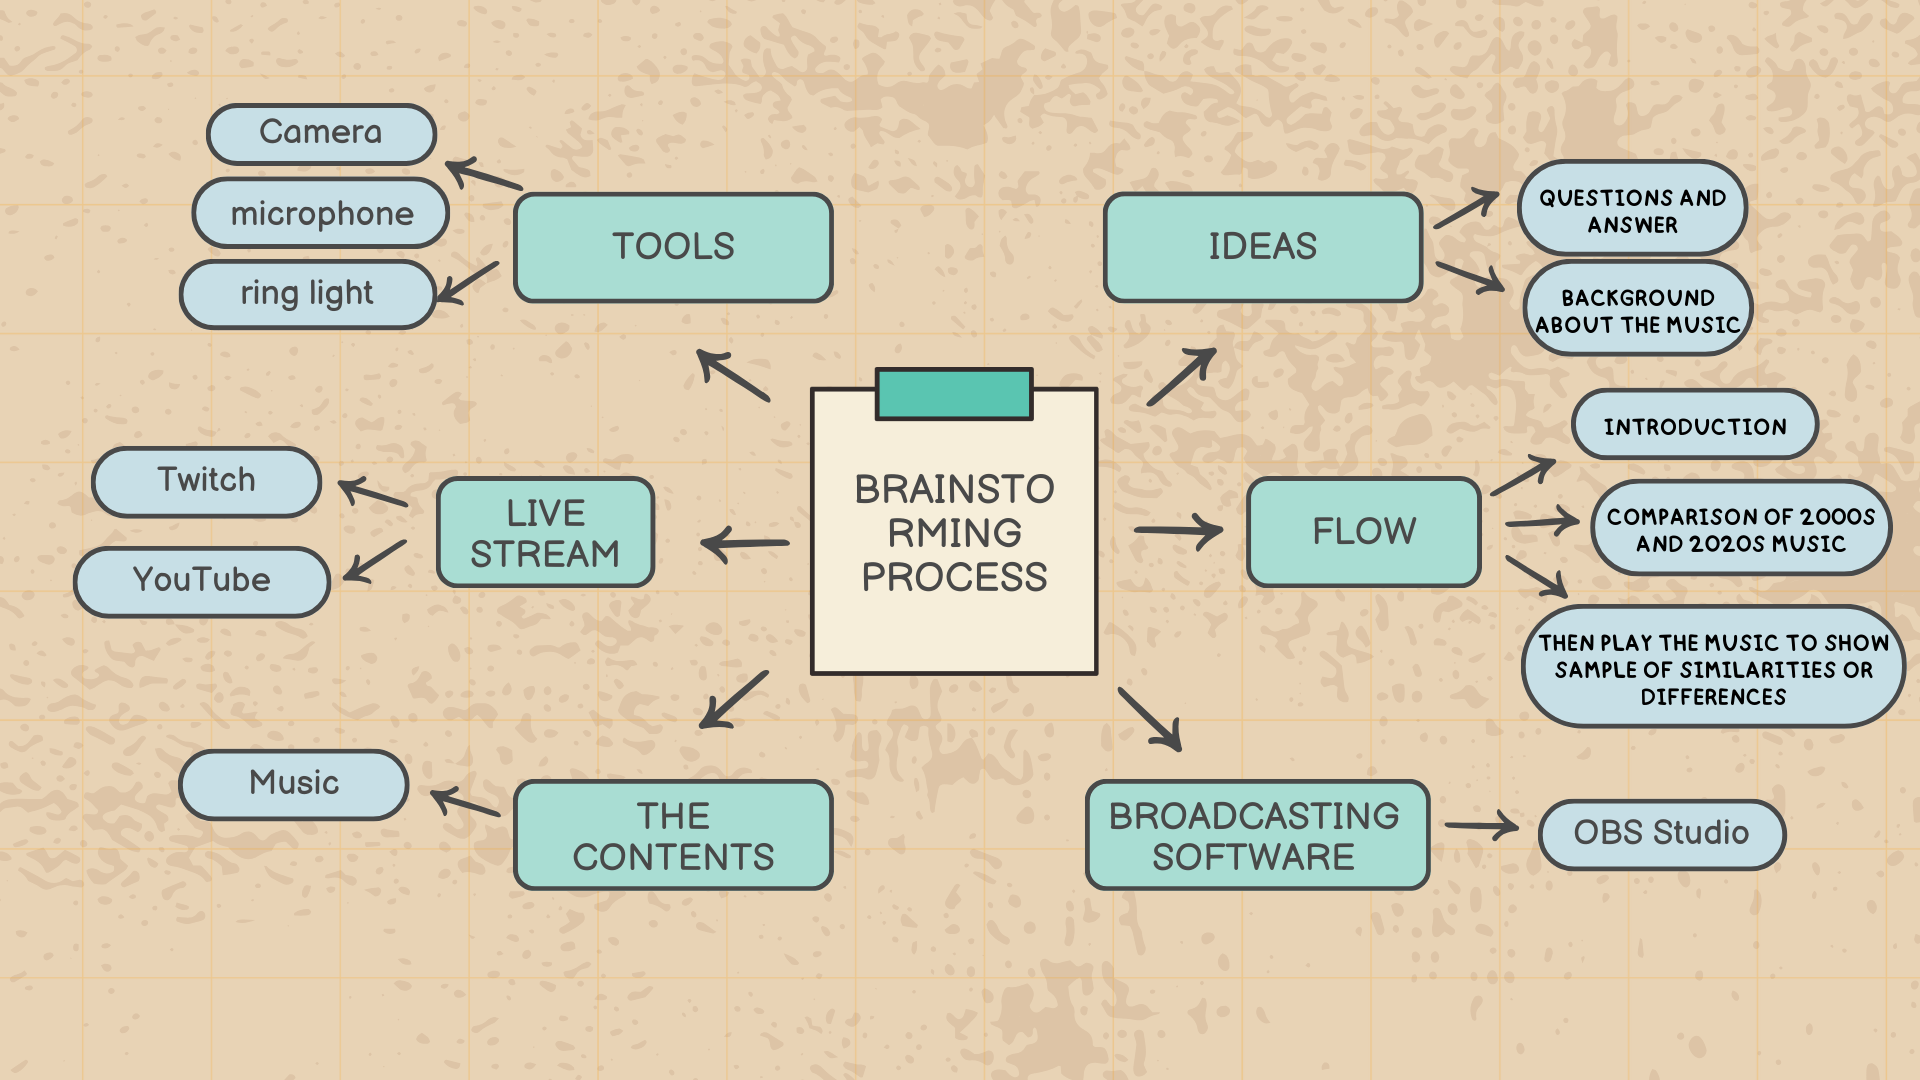 Camera
microphone
ring light
TOOLS
IDEAS
QUESTIONS AND
ANSWER
BACKGROUND
ABOUT THE MUSIC
Twitch
YouTube
LIVE
STREAM
BRAINSTO
RMING
PROCESS
FLOW
INTRODUCTION
COMPARISON OF 2000S
AND 2020S MUSIC
THEN PLAY THE MUSIC TO SHOW
SAMPLE OF SIMILARITIES OR
DIFFERENCES
Music
THE
CONTENTS
BROADCASTING
SOFTWARE
OBS Studio